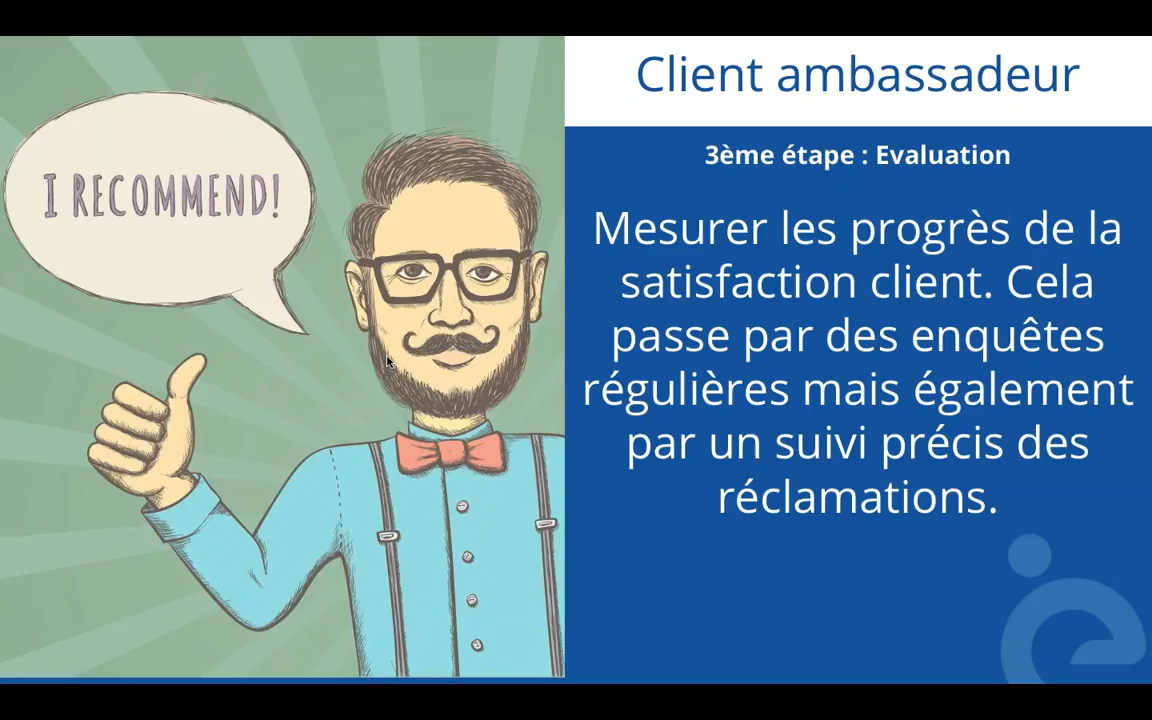 I RECOMMEND!
Client ambassadeur
3ème étape : Evaluation
Mesurer les progrès de la
satisfaction client. Cela
passe par des enquêtes
régulières mais également
par un suivi précis des
réclamations.